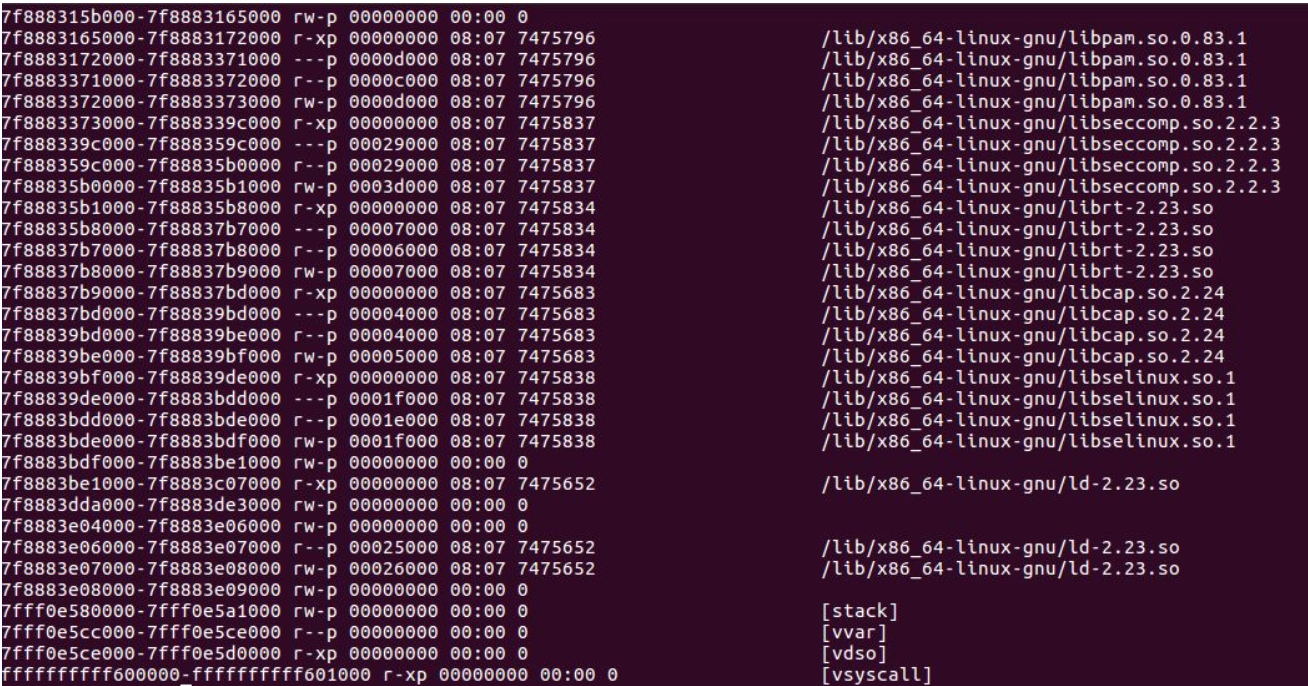 7f888315b000-7f8883165000 rw-p 00000000 00:00 0
7f8883165000-7f8883172000 r-xp 00000000 08:07 7475796 /lib/x86_64-linux-gnu/libpam.so.0.83.1
7f8883172000-7f8883371000 ---p 0000d000 08:07 7475796 /lib/x86_64-linux-gnu/libpam.so.0.83.1
7f8883371000-7f8883372000 r--p 0000c000 08:07 7475796 /lib/x86_64-linux-gnu/libpam.so.0.83.1
7f8883372000-7f8883373000 rw-p 0000d000 08:07 7475796 /lib/x86_64-linux-gnu/libpam.so.0.83.1
7f8883373000-7f888339c000 r-xp 00000000 08:07 7475837 /lib/x86_64-linux-gnu/libseccomp.so.2.2.3
7f888339c000-7f888359c000 ---p 00029000 08:07 7475837 /lib/x86_64-linux-gnu/libseccomp.so.2.2.3
7f888359c000-7f88835b0000 r--p 00029000 08:07 7475837 /lib/x86_64-linux-gnu/libseccomp.so.2.2.3
7f88835b0000-7f88835b1000 rw-p 0003d000 08:07 7475837 /lib/x86_64-linux-gnu/libseccomp.so.2.2.3
7f88835b1000-7f88835b8000 r-xp 00000000 08:07 7475834 /lib/x86_64-linux-gnu/librt-2.23.so
7f88835b8000-7f88837b7000 ---p 00007000 08:07 7475834 /lib/x86_64-linux-gnu/librt-2.23.so
7f88837b7000-7f88837b8000 r--p 00006000 08:07 7475834 /lib/x86_64-linux-gnu/librt-2.23.so
7f88837b8000-7f88837b9000 rw-p 00007000 08:07 7475834 /lib/x86_64-linux-gnu/librt-2.23.so
7f88837b9000-7f88837bd000 r-xp 00000000 08:07 7475683 /lib/x86_64-linux-gnu/libcap.so.2.24
7f88837bd000-7f88839bd000 ---p 00004000 08:07 7475683 /lib/x86_64-linux-gnu/libcap.so.2.24
7f88839bd000-7f88839be000 r--p 00004000 08:07 7475683 /lib/x86_64-linux-gnu/libcap.so.2.24
7f88839be000-7f88839bf000 rw-p 00005000 08:07 7475683 /lib/x86_64-linux-gnu/libcap.so.2.24
7f88839bf000-7f88839de000 r-xp 00000000 08:07 7475838 /lib/x86_64-linux-gnu/libselinux.so.1
7f88839de000-7f8883bdd000 ---p 0001f000 08:07 7475838 /lib/x86_64-linux-gnu/libselinux.so.1
7f8883bdd000-7f8883bde000 r--p 0001e000 08:07 7475838 /lib/x86_64-linux-gnu/libselinux.so.1
7f8883bde000-7f8883bdf000 rw-p 0001f000 08:07 7475838 /lib/x86_64-linux-gnu/libselinux.so.1
7f8883bdf000-7f8883be1000 rw-p 00000000 00:00 0
7f8883be1000-7f8883c07000 r-xp 00000000 08:07 7475652 /lib/x86_64-linux-gnu/ld-2.23.so
7f8883dda000-7f8883de3000 rw-p 00000000 00:00 0
7f8883e04000-7f8883e06000 rw-p 00000000 00:00 0
7f8883e06000-7f8883e07000 r--p 00025000 08:07 7475652 /lib/x86_64-linux-gnu/ld-2.23.so
7f8883e07000-7f8883e08000 rw-p 00026000 08:07 7475652 /lib/x86_64-linux-gnu/ld-2.23.so
7f8883e08000-7f8883e09000 rw-p 00000000 00:00 0
7fff0e580000-7fff0e5a1000 rw-p 00000000 00:00 0 [stack]
7fff0e5cc000-7fff0e5ce000 r--p 00000000 00:00 0 [vvar]
7fff0e5ce000-7fff0e5d0000 r-xp 00000000 00:00 0 [vdso]
ffffffffff600000-ffffffffff601000 r-xp 00000000 00:00 0 [vsyscall]